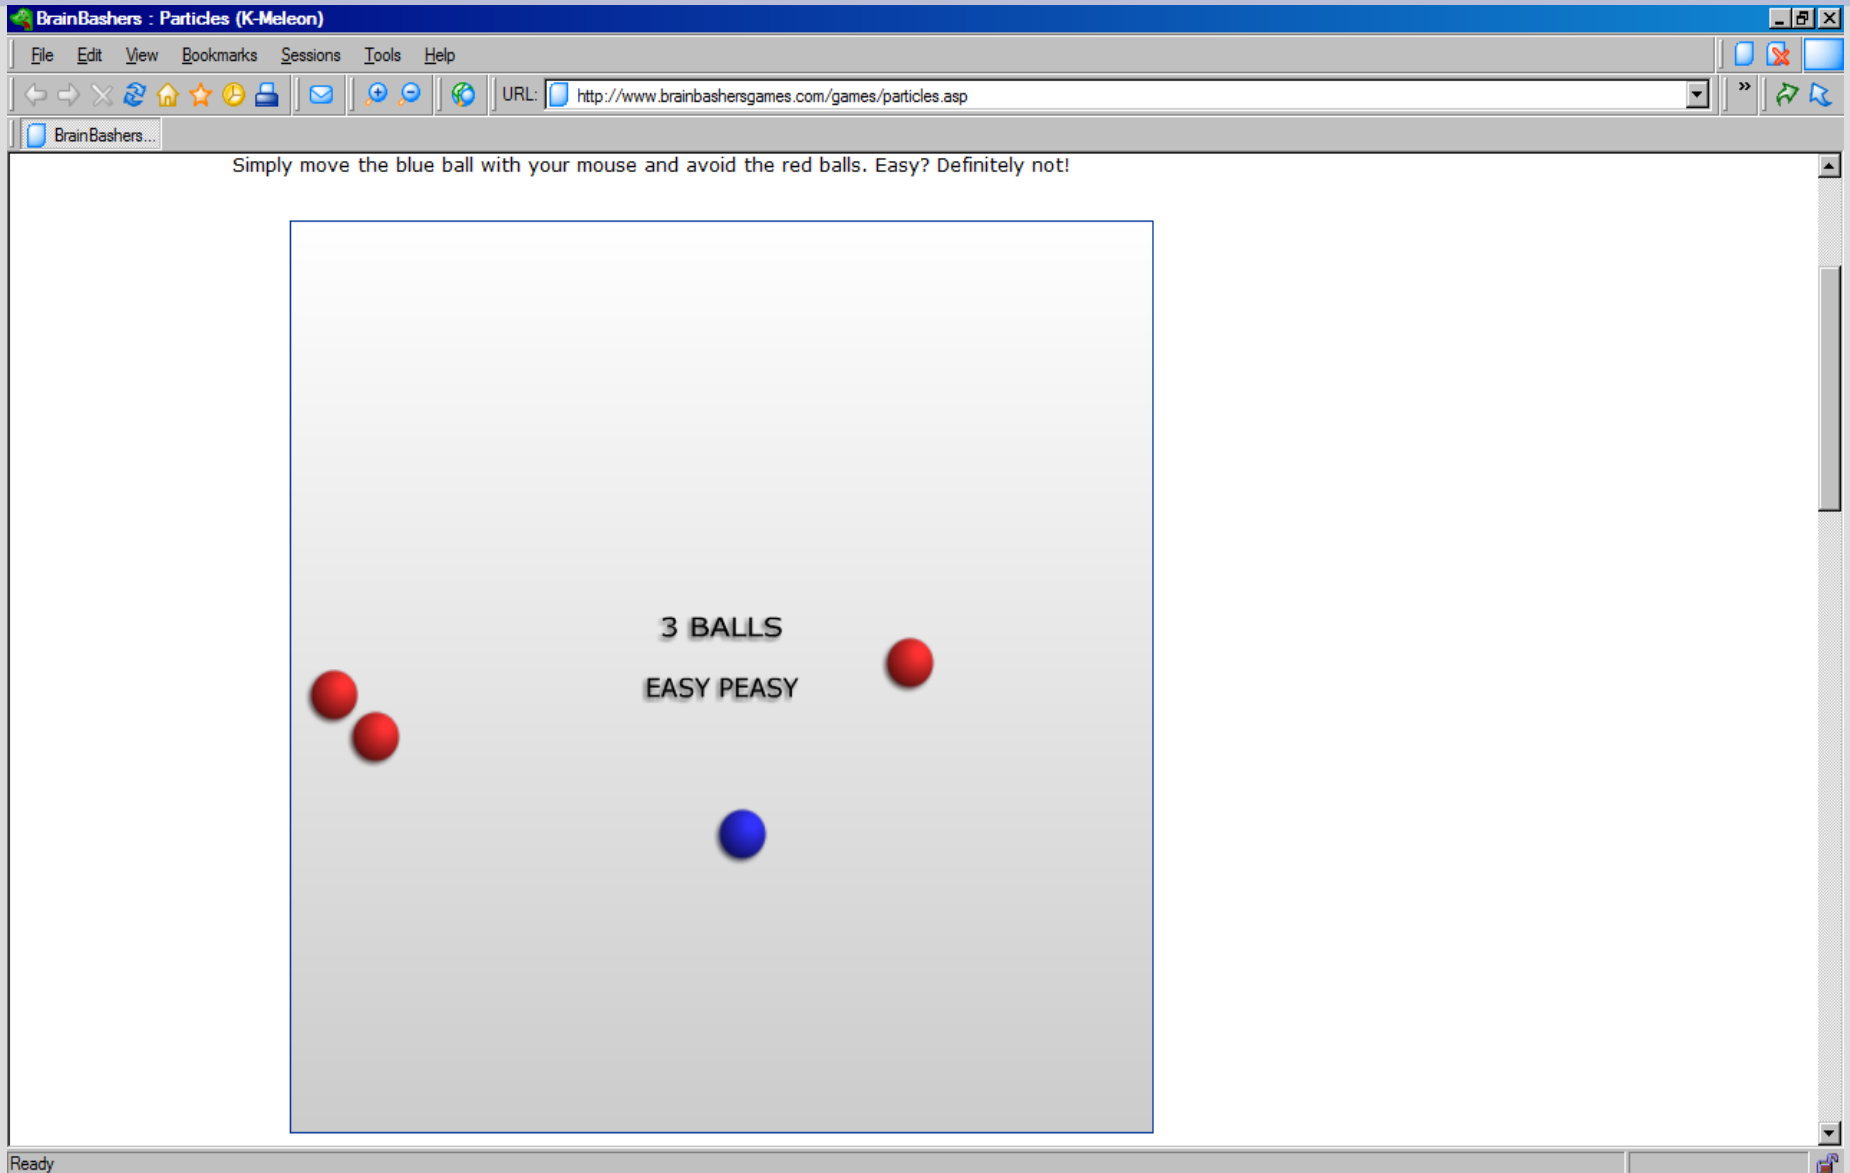 BrainBashers : Particles (K-Meleon)
File Edit View Bookmarks Sessions Tools Help
URL: http://www.brainbashersgames.com/games/particles.asp »
BrainBashers...
Simply move the blue ball with your mouse and avoid the red balls. Easy? Definitely not!
3 BALLS
EASY PEASY
Ready